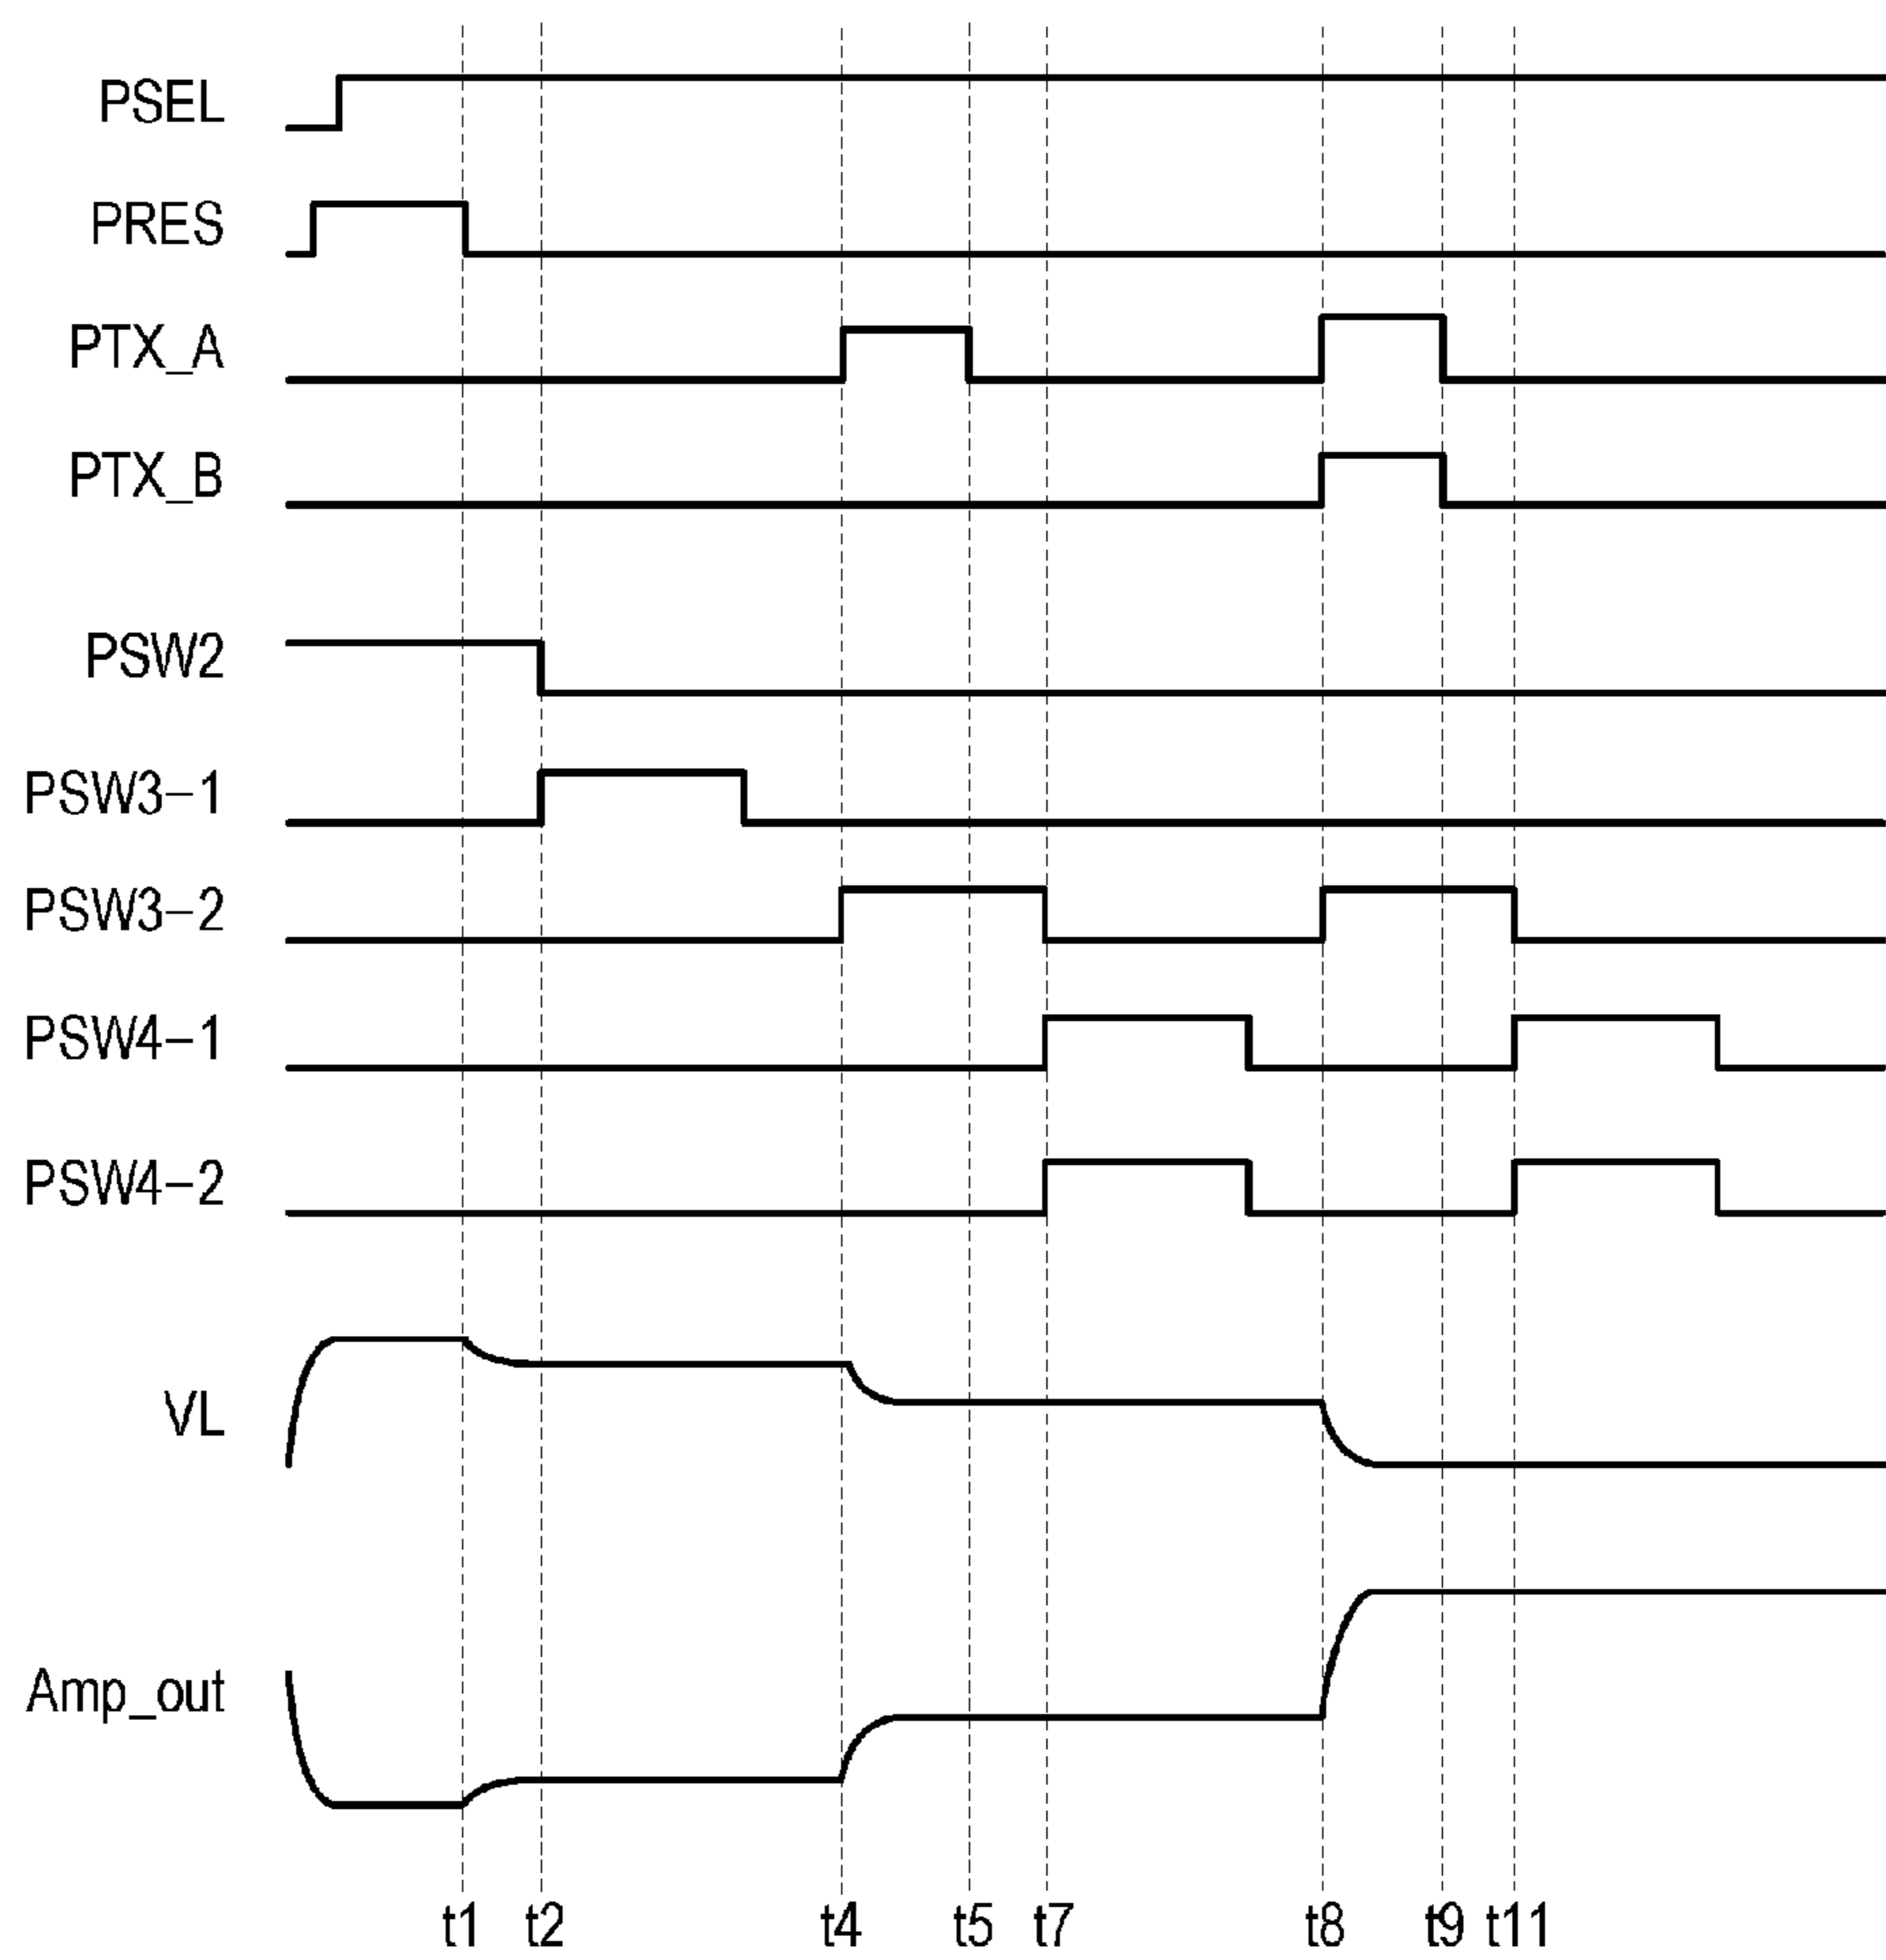 PSEL
PRES
PTX_A
PTX_B
PSW2
PSW3-1
PSW3-2
PSW4-1
PSW4-2
VL
Amp_out
t1 t2 t4 t5 t7 t8 t9 t11